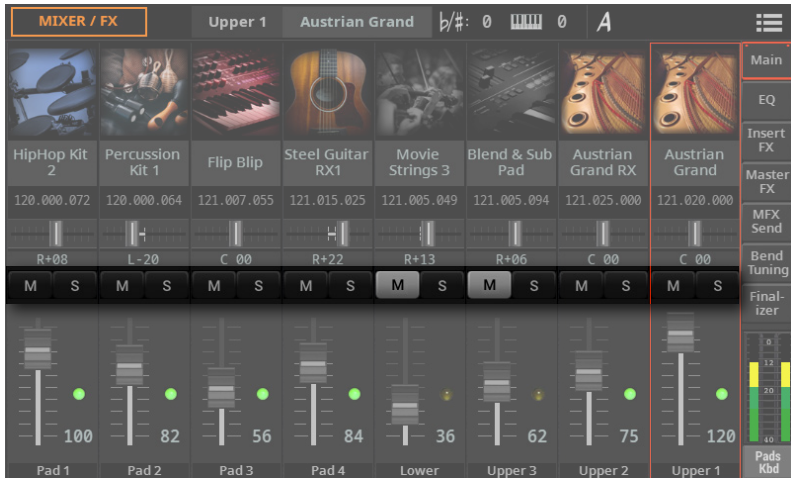 MIXER / FX Upper 1 Austrian Grand b/#: 0 0 A
Main
EQ
Insert
FX
Master
FX
MFX
Send
Bend
Tuning
Final-
izer
HipHop Kit
2
Percussion
Kit 1
Flip Blip
Steel Guitar
RX1
Movie
Strings 3
Blend & Sub
Pad
Austrian
Grand RX
Austrian
Grand
120.000.072 120.000.064 121.007.055 121.015.025 121.005.049 121.005.094 121.025.000 121.020.000
R+08 L-20 C 00 R+22 R+13 R+06 C 00 C 00
M S M S M S M S M S M S M S M S
0
12
20
40
100 82 56 84 36 62 75 120
Pad 1 Pad 2 Pad 3 Pad 4 Lower Upper 3 Upper 2 Upper 1
Pads
Kbd